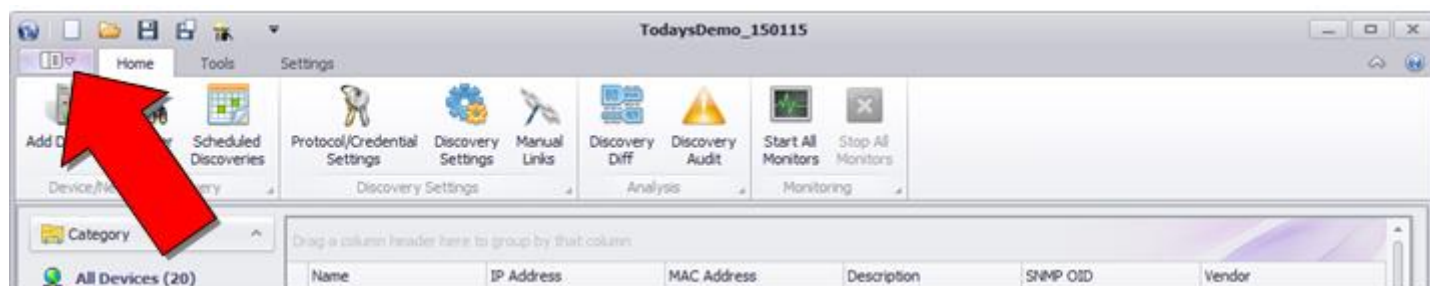 TodaysDemo_150115
Home Tools Settings
Add Scheduled Discoveries
Protocol/Credential Settings
Discovery Settings
Manual Links
Discovery Diff
Discovery Audit
Start All Monitors
Stop All Monitors
Discovery Settings
Analysis
Monitoring
Category
Drag a column header here to group by that column
All Devices (20)
Name IP Address MAC Address Description SNMP OID Vendor